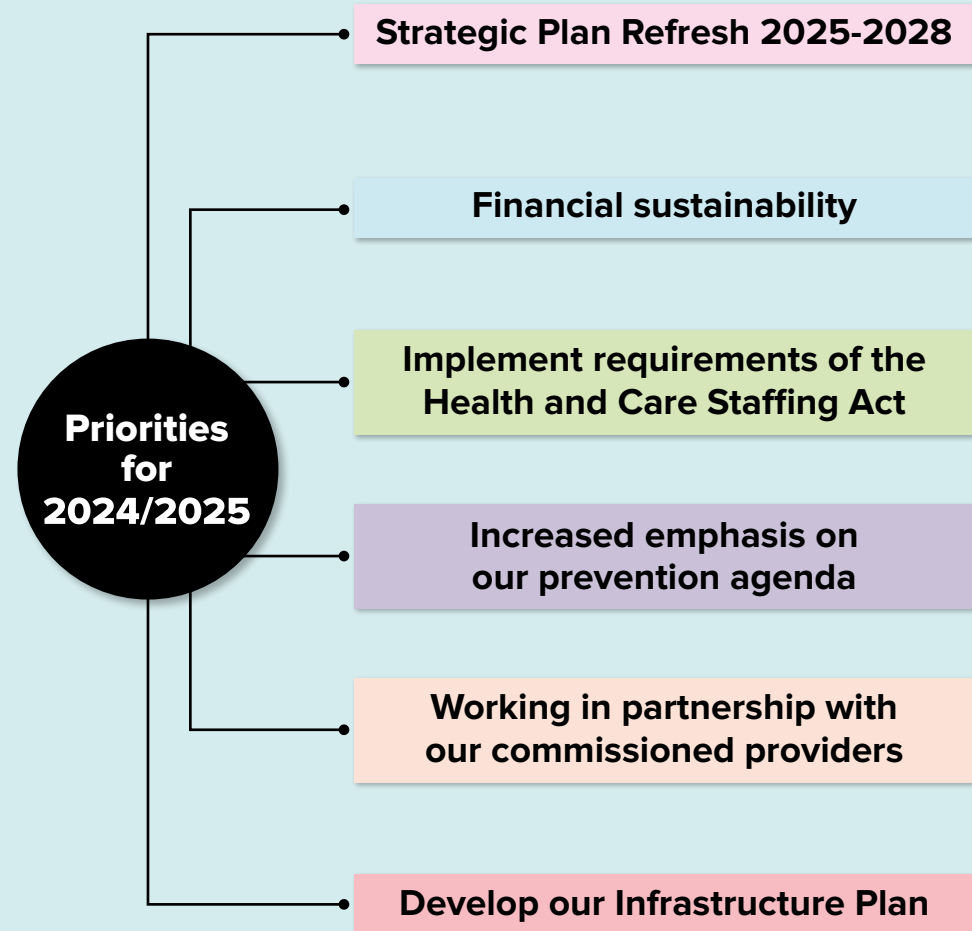 Strategic Plan Refresh 2025-2028
Financial sustainability
Implement requirements of the
Health and Care Staffing Act
Priorities
for
2024/2025
Increased emphasis on
our prevention agenda
Working in partnership with
our commissioned providers
Develop our Infrastructure Plan